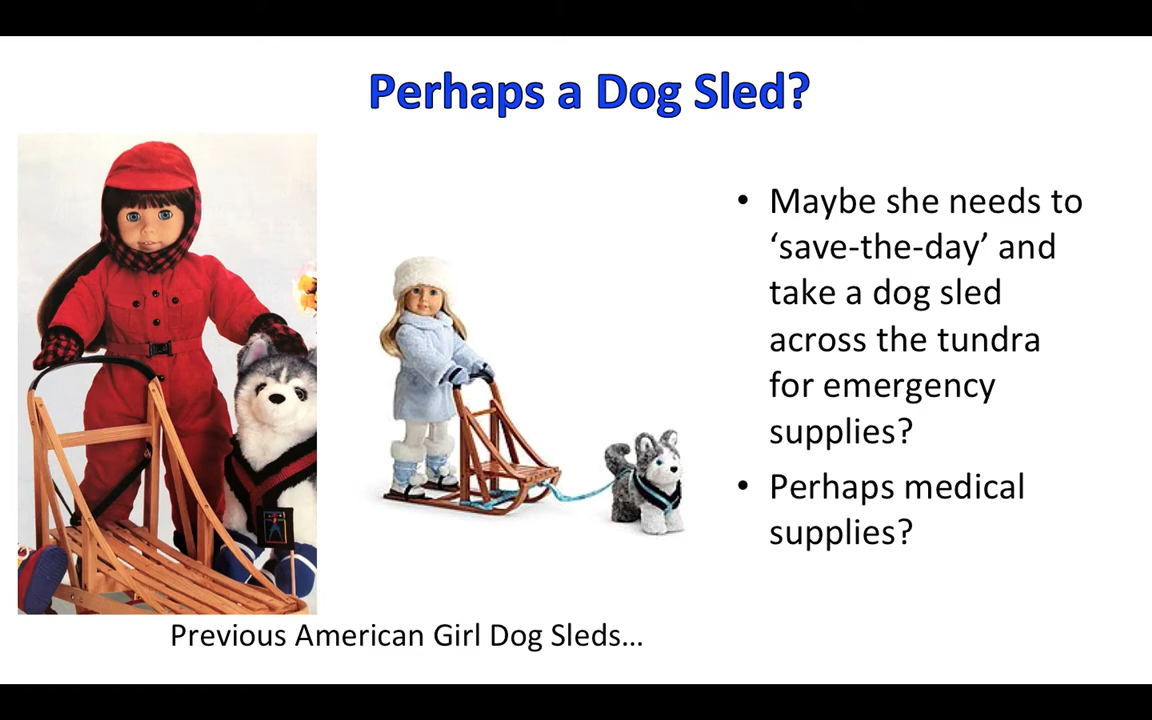 Perhaps a Dog Sled?
• Maybe she needs to
‘save-the-day’ and
take a dog sled
across the tundra
for emergency
supplies?
• Perhaps medical
supplies?
Previous American Girl Dog Sleds...